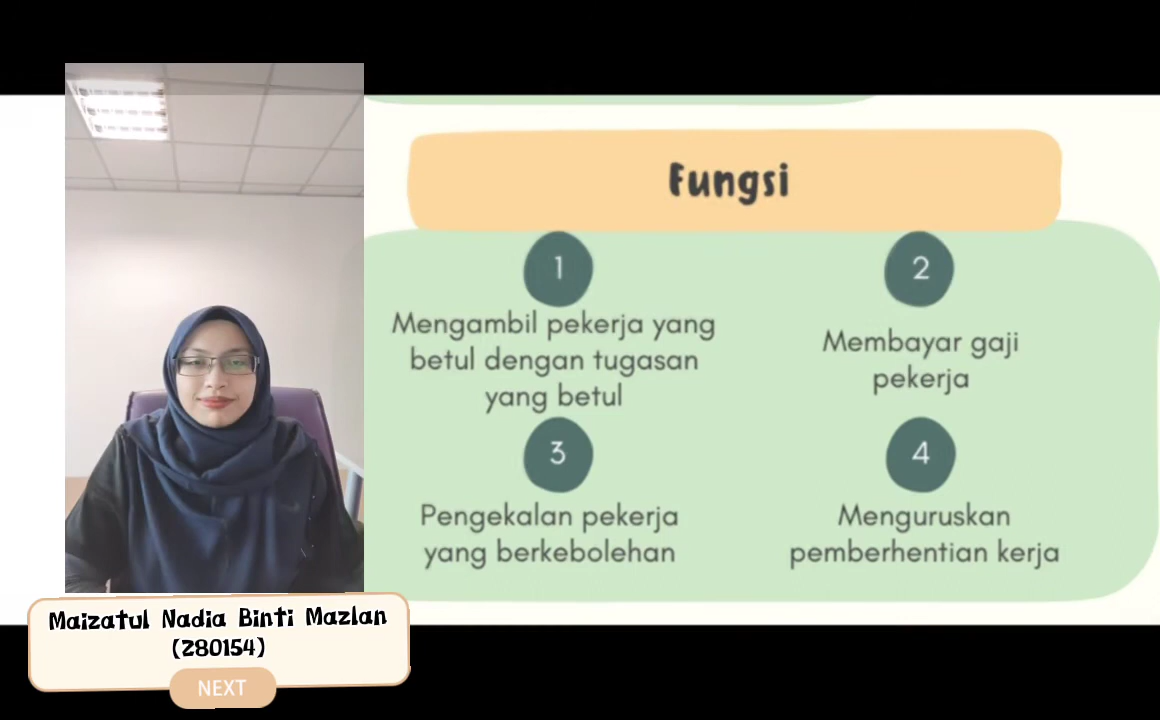 Fungsi
1
Mengambil pekerja yang
betul dengan tugasan
yang betul
2
Membayar gaji
pekerja
3
Pengekalan pekerja
yang berkebolehan
4
Menguruskan
pemberhentian kerja
Maizatul Nadia Binti Mazlan
(280154)
NEXT